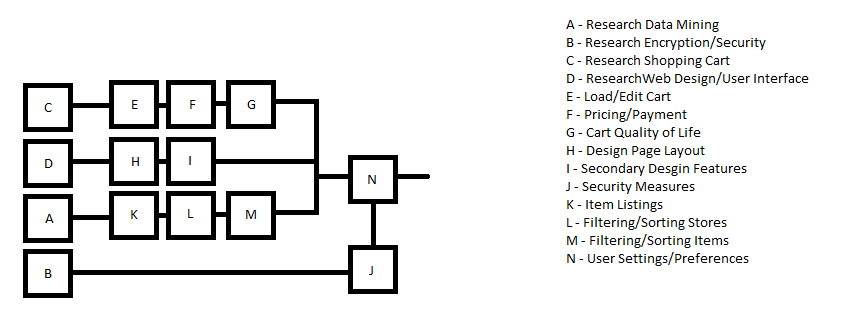 C
E
F
G
D
H
I
N
A
K
L
M
B
J
A - Research Data Mining
B - Research Encryption/Security
C - Research Shopping Cart
D - ResearchWeb Design/User Interface
E - Load/Edit Cart
F - Pricing/Payment
G - Cart Quality of Life
H - Design Page Layout
I - Secondary Desgin Features
J - Security Measures
K - Item Listings
L - Filtering/Sorting Stores
M - Filtering/Sorting Items
N - User Settings/Preferences